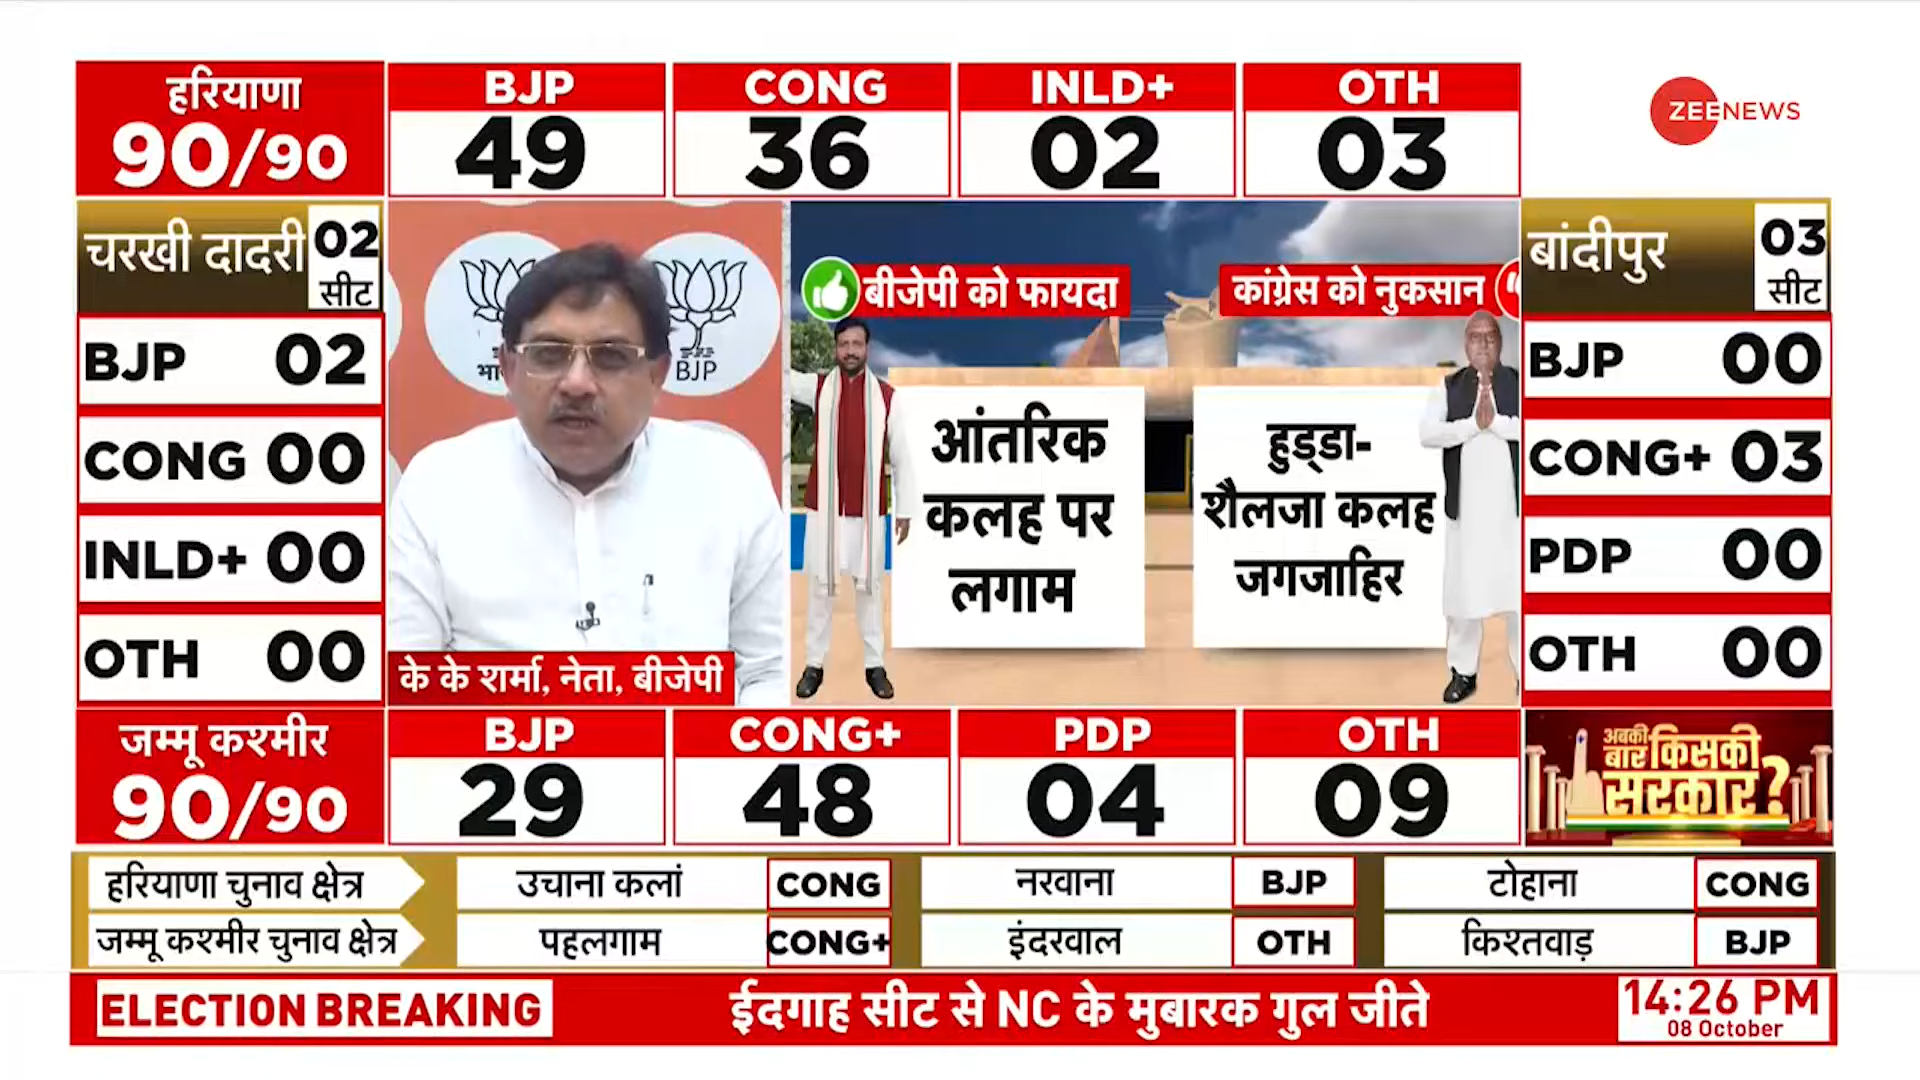 हरियाणा
90/90
BJP
49
CONG
36
INLD+
02
OTH
03
ZEENEWS
चरखी दादरी
02
सीट
BJP 02
CONG 00
INLD+ 00
OTH 00
BJP
के के शर्मा, नेता, बीजेपी
बीजेपी को फायदा
आंतरिक
कलह पर
लगाम
कांग्रेस को नुकसान
हुड्डा-
शैलजा कलह
जगजाहिर
बांदीपुर
03
सीट
BJP 00
CONG+ 03
PDP 00
OTH 00
जम्मू कश्मीर
90/90
BJP
29
CONG+
48
PDP
04
OTH
09
अबकी
बार किसकी
सरकार?
हरियाणा चुनाव क्षेत्र उचाना कलां CONG नरवाना BJP टोहाना CONG
जम्मू कश्मीर चुनाव क्षेत्र पहलगाम CONG+ इंदरवाल OTH किश्तवाड़ BJP
ELECTION BREAKING
ईदगाह सीट से NC के मुबारक गुल जीते
14:26 PM
08 October